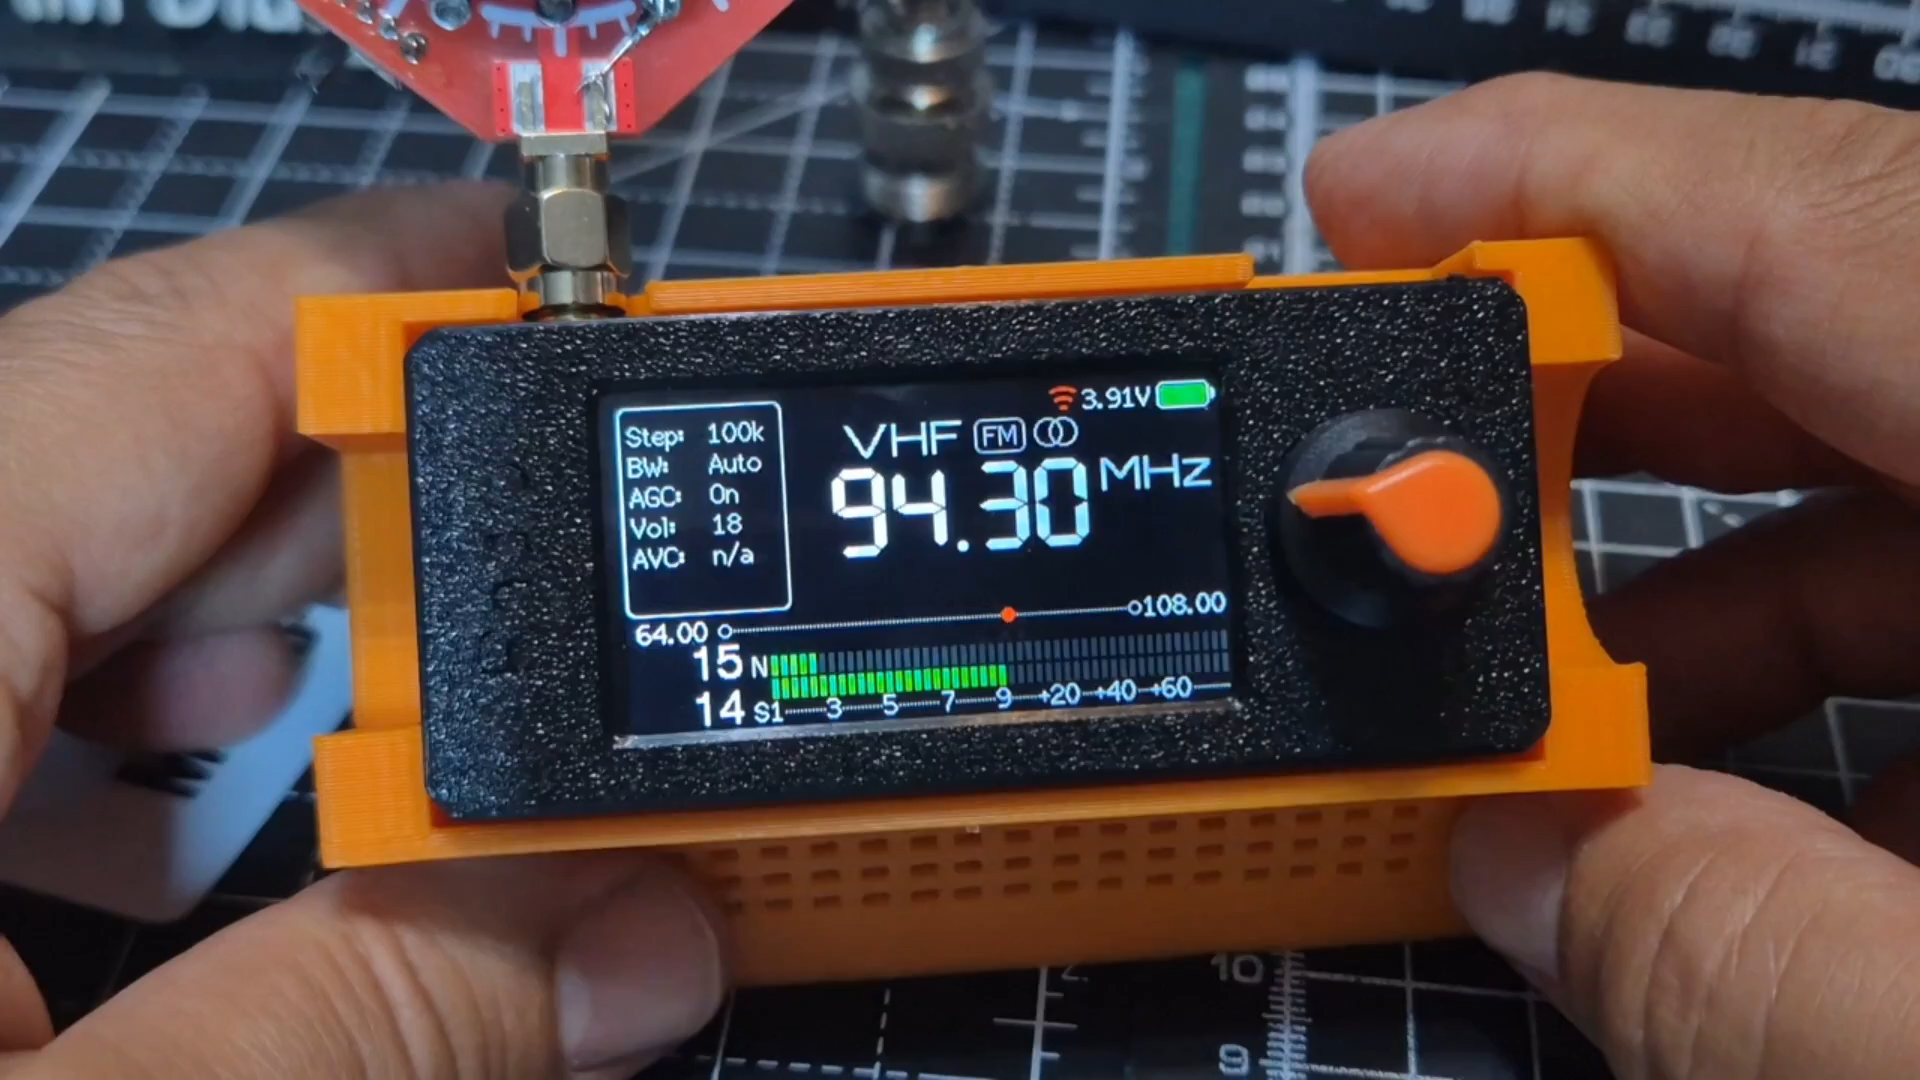 3.91V
Step: 100k
BW: Auto
AGC: On
Vol: 18
AVC: n/a
VHF FM
94.30 MHz
64.00 108.00
15 N
14 S1 3 5 7 9 +20 +40 +60
10
9